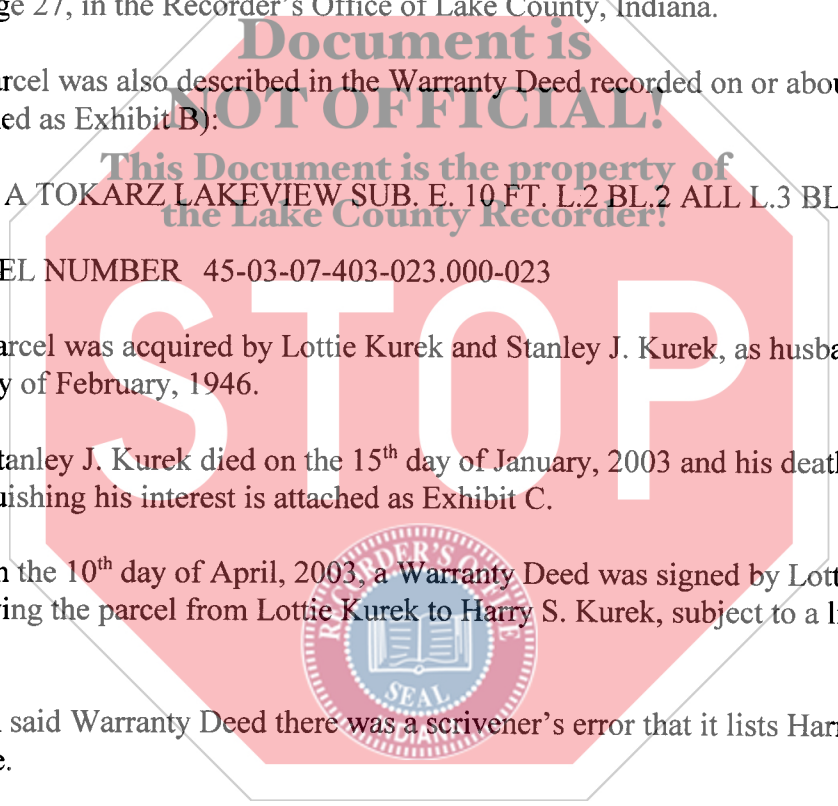 ge 27, in the Recorder's Office of Lake County, Indiana.
Document is
arcel was also described in the Warranty Deed recorded on or abou
NOT OFFICIAL!
ed as Exhibit B):
This Document is the property of
A TOKARZ LAKEVIEW SUB. E. 10 FT. L.2 BL.2 ALL L.3 BL
the Lake County Recorder!
EL NUMBER 45-03-07-403-023.000-023
STOP
arcel was acquired by Lottie Kurek and Stanley J. Kurek, as husba
y of February, 1946.
tanley J. Kurek died on the 15th day of January, 2003 and his deat
uishing his interest is attached as Exhibit C.
n the 10th day of April, 2003, a Warranty Deed was signed by Lott
ing the parcel from Lottie Kurek to Harry S. Kurek, subject to a li
RECORDER'S OFFICE
SEAL
INDIANA
said Warranty Deed there was a scrivener's error that it lists Harr
e.